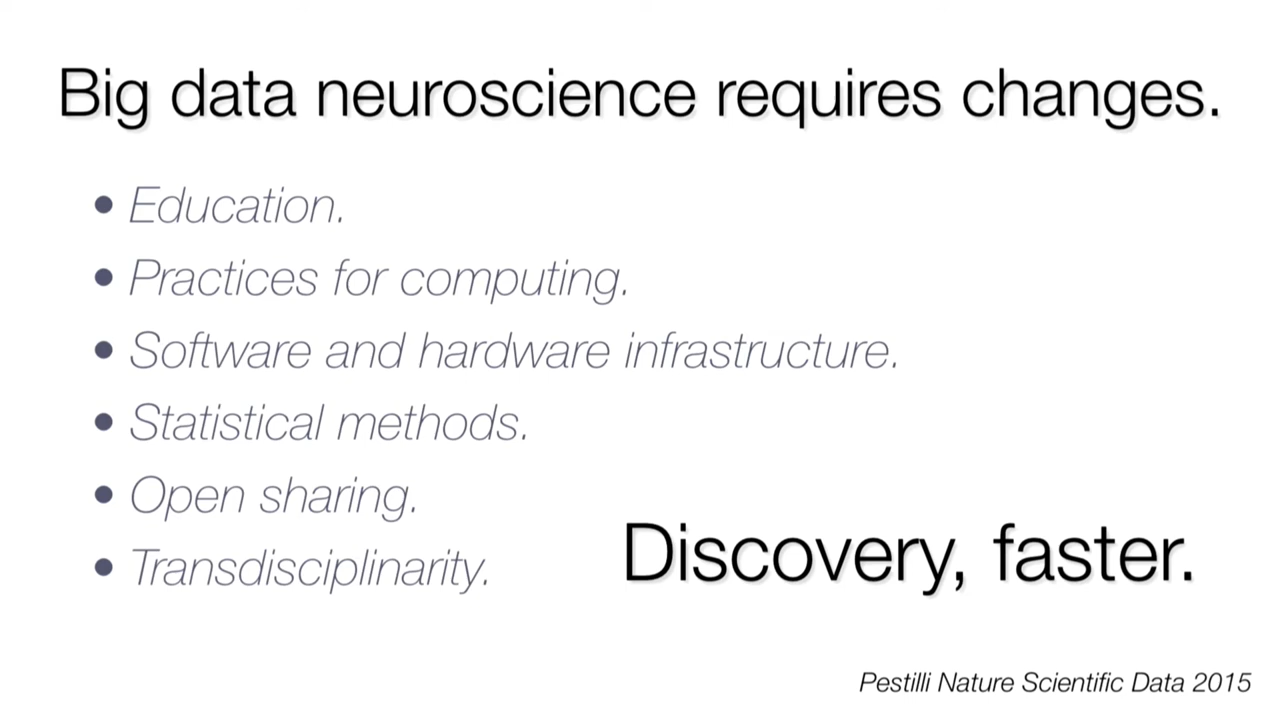 Big data neuroscience requires changes.
• Education.
• Practices for computing.
• Software and hardware infrastructure.
• Statistical methods.
• Open sharing.
• Transdisciplinarity.
Discovery, faster.
Pestilli Nature Scientific Data 2015